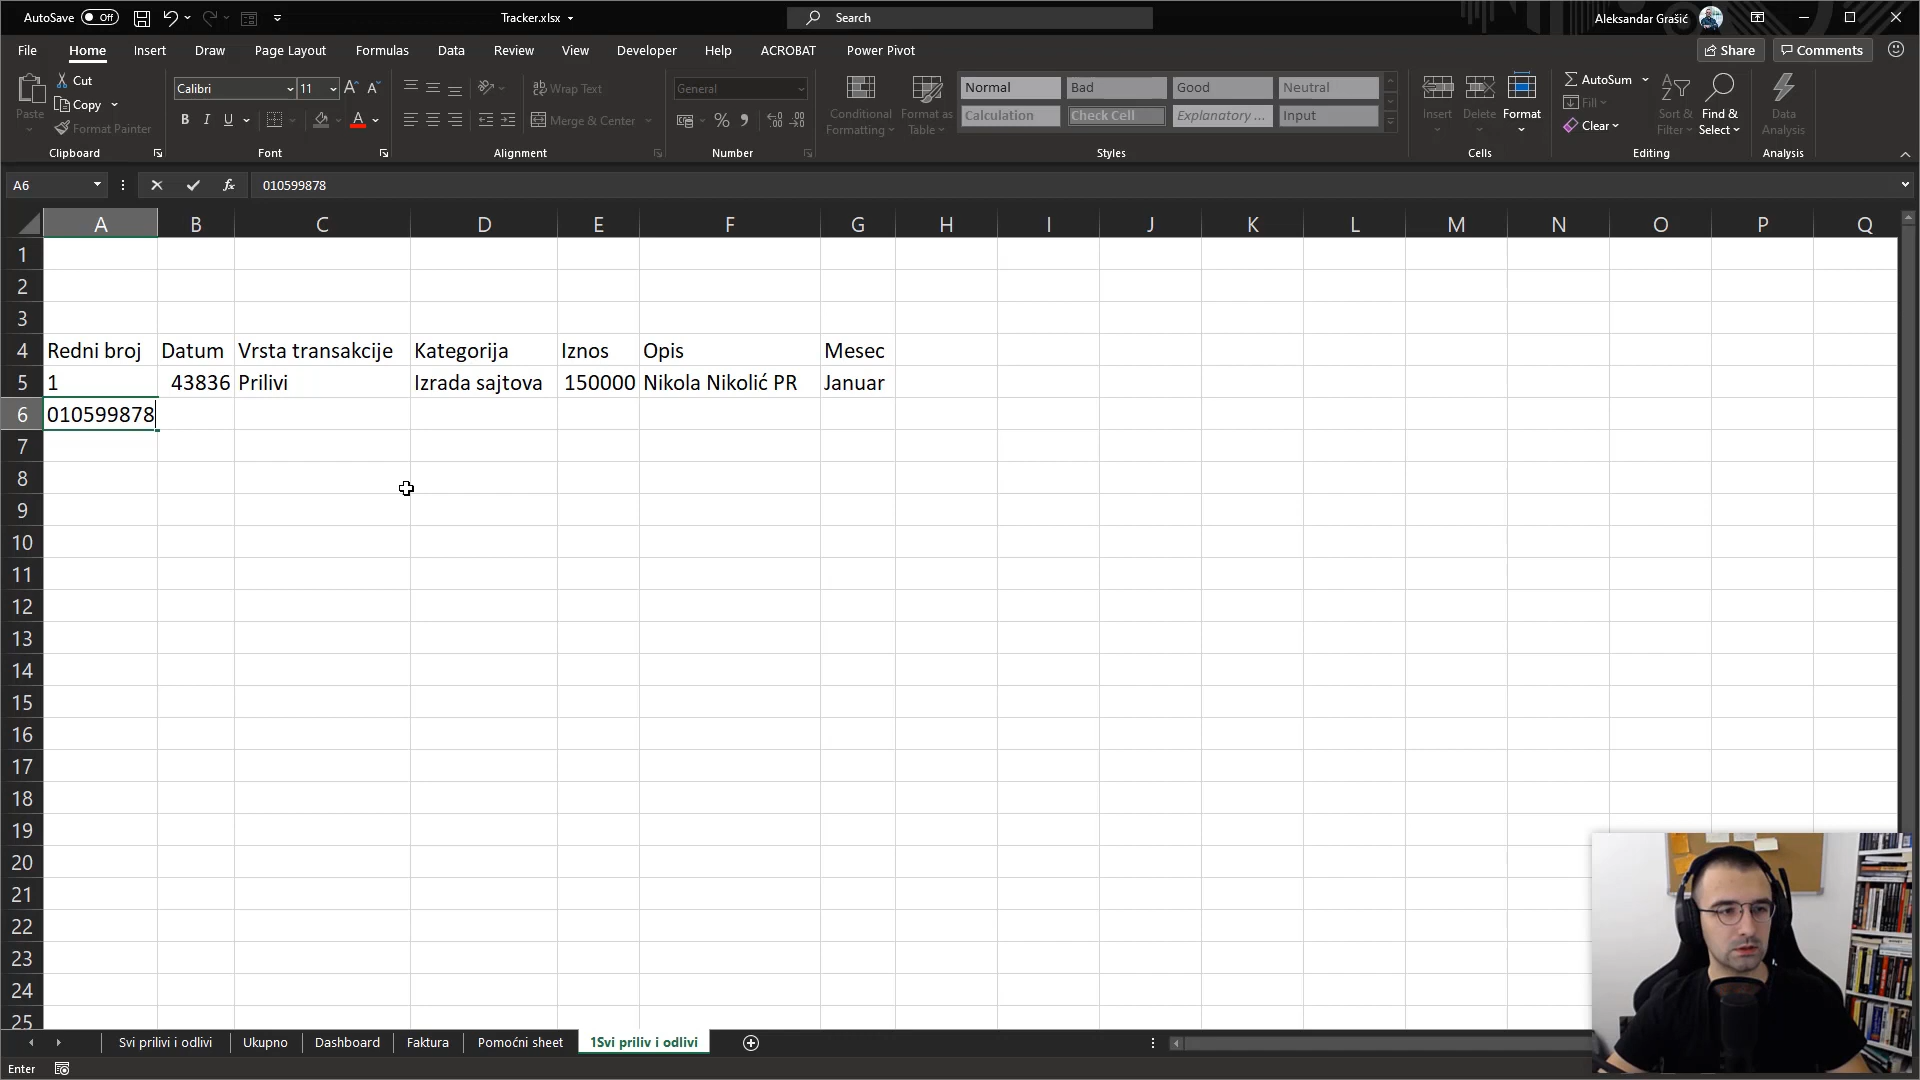 AutoSave Off Tracker.xlsx Search Aleksandar Grašić
File Home Insert Page Layout Draw Formulas Data Review View Developer Help ACROBAT Power Pivot Share Comments
Paste Cut Copy Format Painter Clipboard
Calibri 11 B I U A Font
Wrap Text Merge & Center Alignment
General % Number
Conditional Formatting Format as Table Normal Bad Good Neutral Calculation Check Cell Explanatory ... Input Styles
Insert Delete Format Cells
AutoSum Fill Clear Sort & Filter Find & Select Editing
Data Analysis Analysis
A6 fx 010599878
A B C D E F G H I J K L M N O P Q
1
2
3
4 Redni broj Datum Vrsta transakcije Kategorija Iznos Opis Mesec
5 1 43836 Prilivi Izrada sajtova 150000 Nikola Nikolić PR Januar
6 010599878
7
8
9
10
11
12
13
14
15
16
17
18
19
20
21
22
23
24
25
Svi prilivi i odlivi Ukupno Dashboard Faktura Pomoćni sheet 1Svi priliv i odlivi
Enter